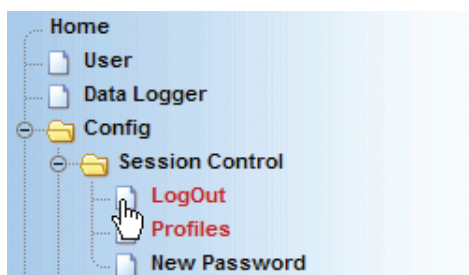 Home
User
Data Logger
Config
Session Control
LogOut
Profiles
New Password